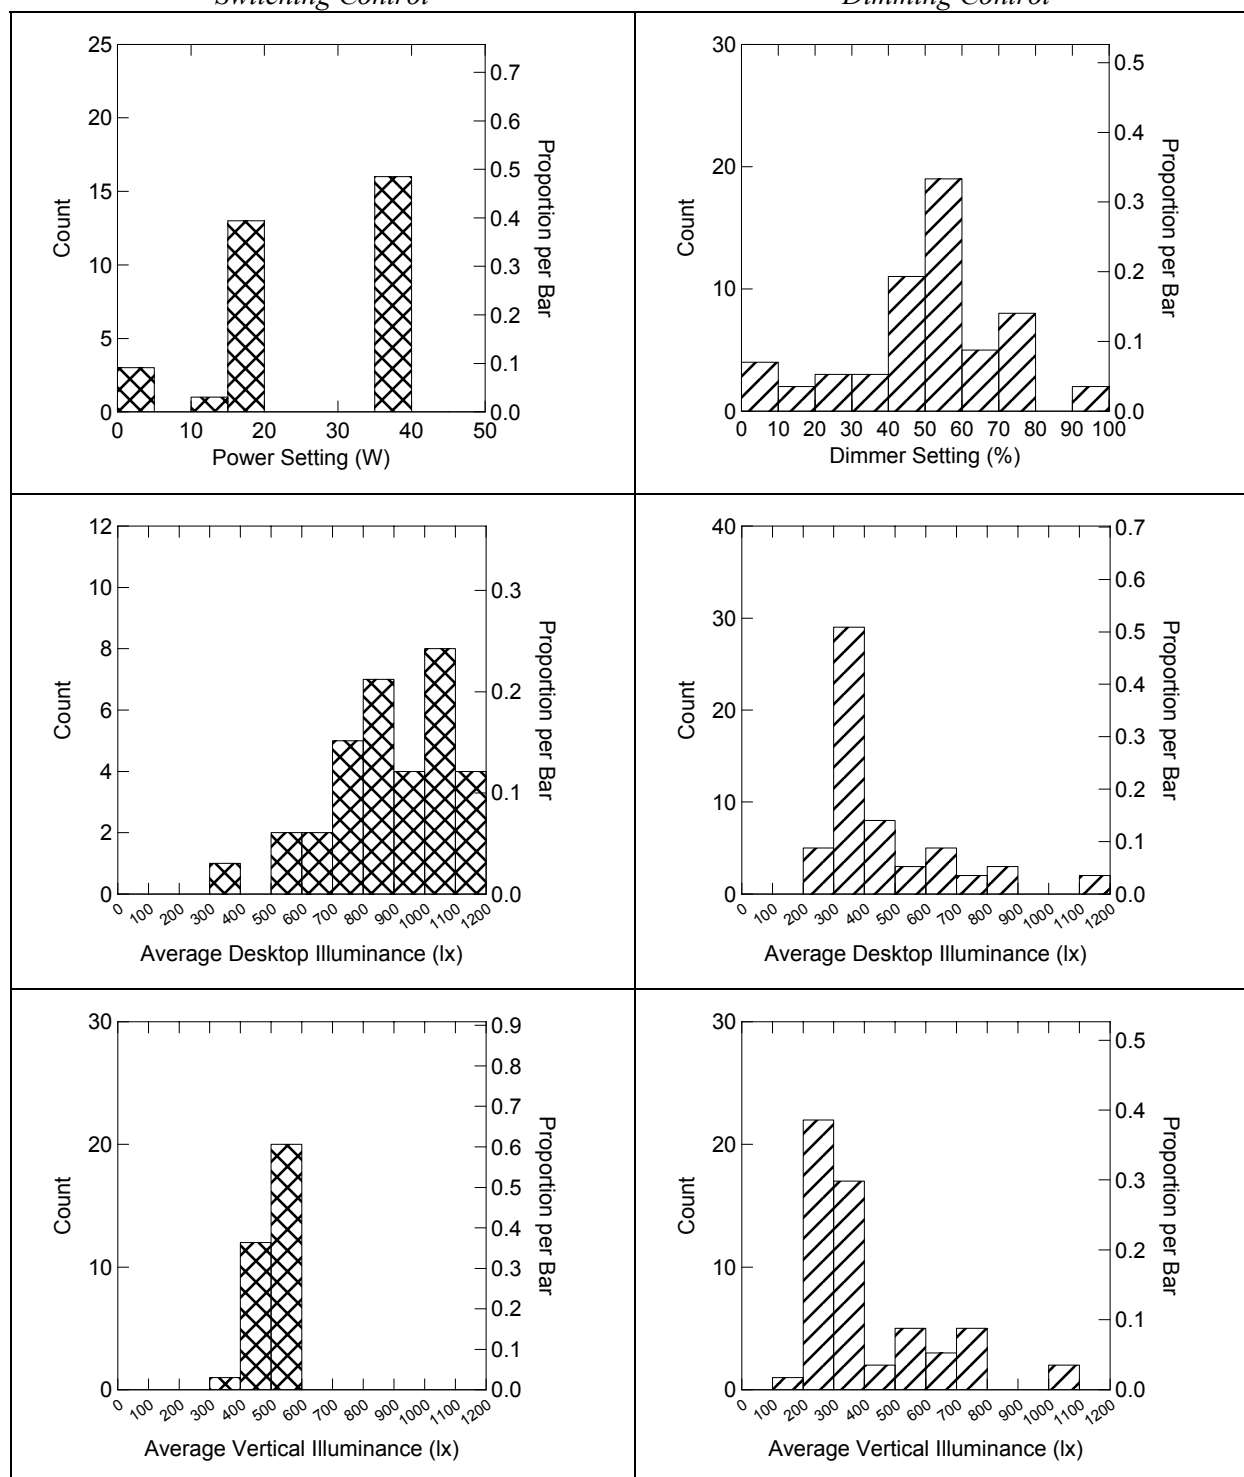 Switching Control
Dimming Control
25
20
15
10
5
0
Count
0 10 20 30 40 50
Power Setting (W)
0.7
0.6
0.5
0.4
0.3
0.2
0.1
0.0
Proportion per Bar
30
20
10
0
Count
0 10 20 30 40 50 60 70 80 90 100
Dimmer Setting (%)
0.5
0.4
0.3
0.2
0.1
0.0
Proportion per Bar
12
10
8
6
4
2
0
Count
0 100 200 300 400 500 600 700 800 900 1000 1100 1200
Average Desktop Illuminance (lx)
0.3
0.2
0.1
0.0
Proportion per Bar
40
30
20
10
0
Count
0 100 200 300 400 500 600 700 800 900 1000 1100 1200
Average Desktop Illuminance (lx)
0.7
0.6
0.5
0.4
0.3
0.2
0.1
0.0
Proportion per Bar
30
20
10
0
Count
0 100 200 300 400 500 600 700 800 900 1000 1100 1200
Average Vertical Illuminance (lx)
0.9
0.8
0.7
0.6
0.5
0.4
0.3
0.2
0.1
0.0
Proportion per Bar
30
20
10
0
Count
0 100 200 300 400 500 600 700 800 900 1000 1100 1200
Average Vertical Illuminance (lx)
0.5
0.4
0.3
0.2
0.1
0.0
Proportion per Bar